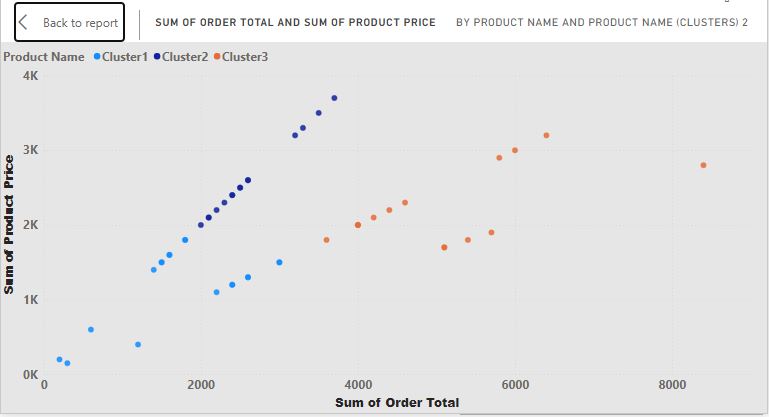 Back to report
SUM OF ORDER TOTAL AND SUM OF PRODUCT PRICE BY PRODUCT NAME AND PRODUCT NAME (CLUSTERS) 2
Product Name Cluster1 Cluster2 Cluster3
4K
3K
2K
1K
0K
Sum of Product Price
0 2000 4000 6000 8000
Sum of Order Total